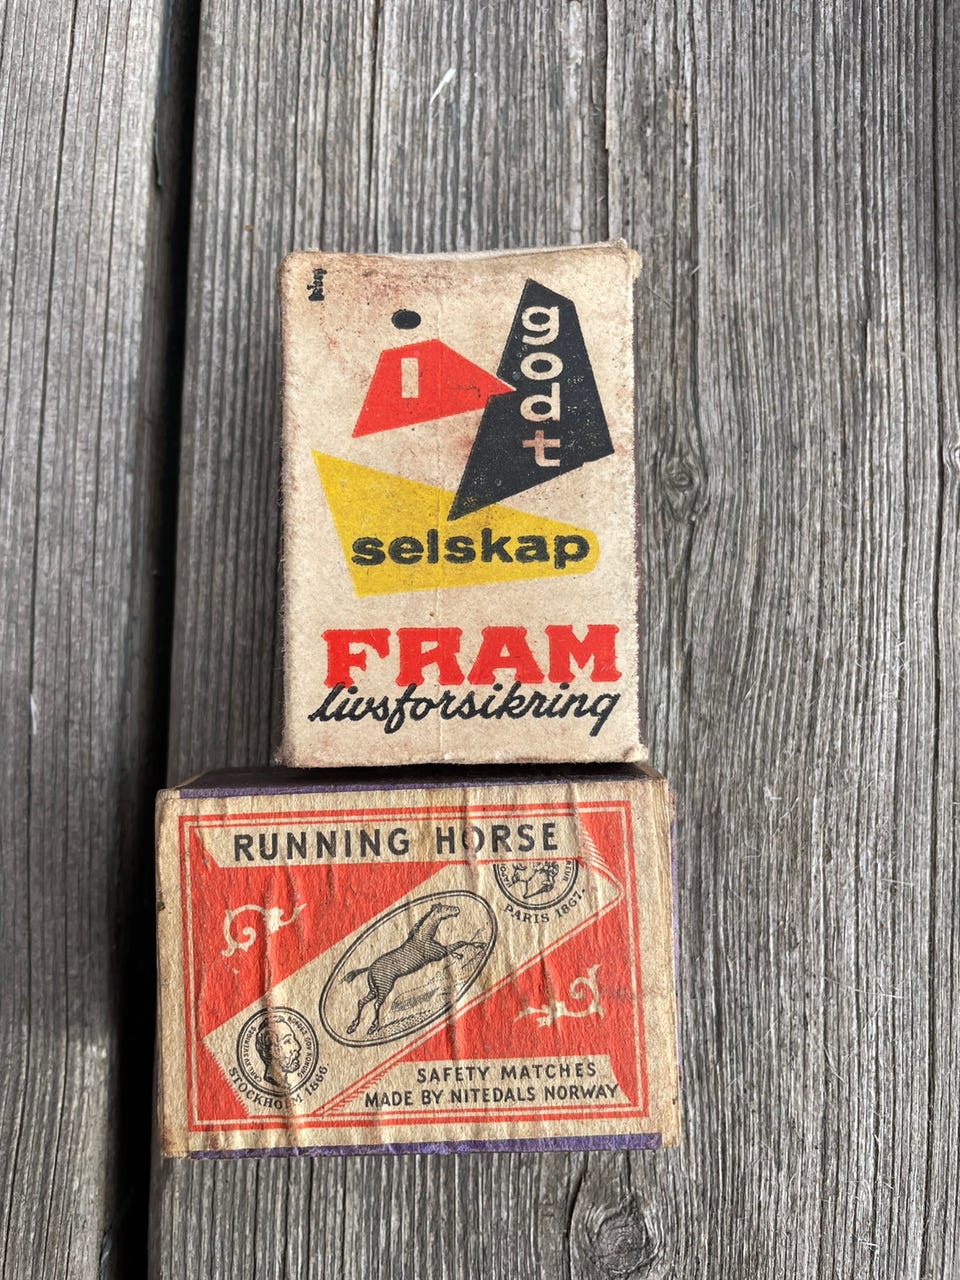 i
godt
selskap
FRAM
livsforsikring
RUNNING HORSE
PARIS 1867.
STOCKHOLM 1866
SAFETY MATCHES
MADE BY NITEDALS NORWAY